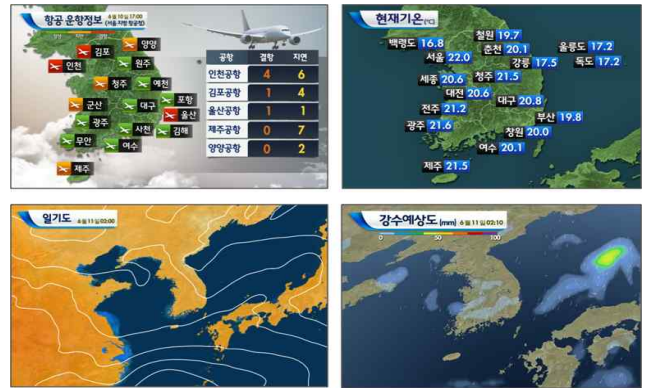 항공 운항정보
6월 10일 17:00
(서울지방항공청)
양양
김포
인천
원주
청주
예천
군산
대구
포항
광주
울산
사천
김해
무안
여수
제주
공항 결항 지연
인천공항 4 6
김포공항 1 4
울산공항 1 1
제주공항 0 7
양양공항 0 2
현재기온 (℃)
철원 19.7
백령도 16.8
춘천 20.1
울릉도 17.2
서울 22.0
강릉 17.5
독도 17.2
세종 20.6
청주 21.5
대전 20.6
대구 20.8
전주 21.2
부산 19.8
광주 21.6
창원 20.0
여수 20.1
제주 21.5
일기도 6월 11일 03:00
강수예상도 (mm) 6월 11일 02:10
0 50 100